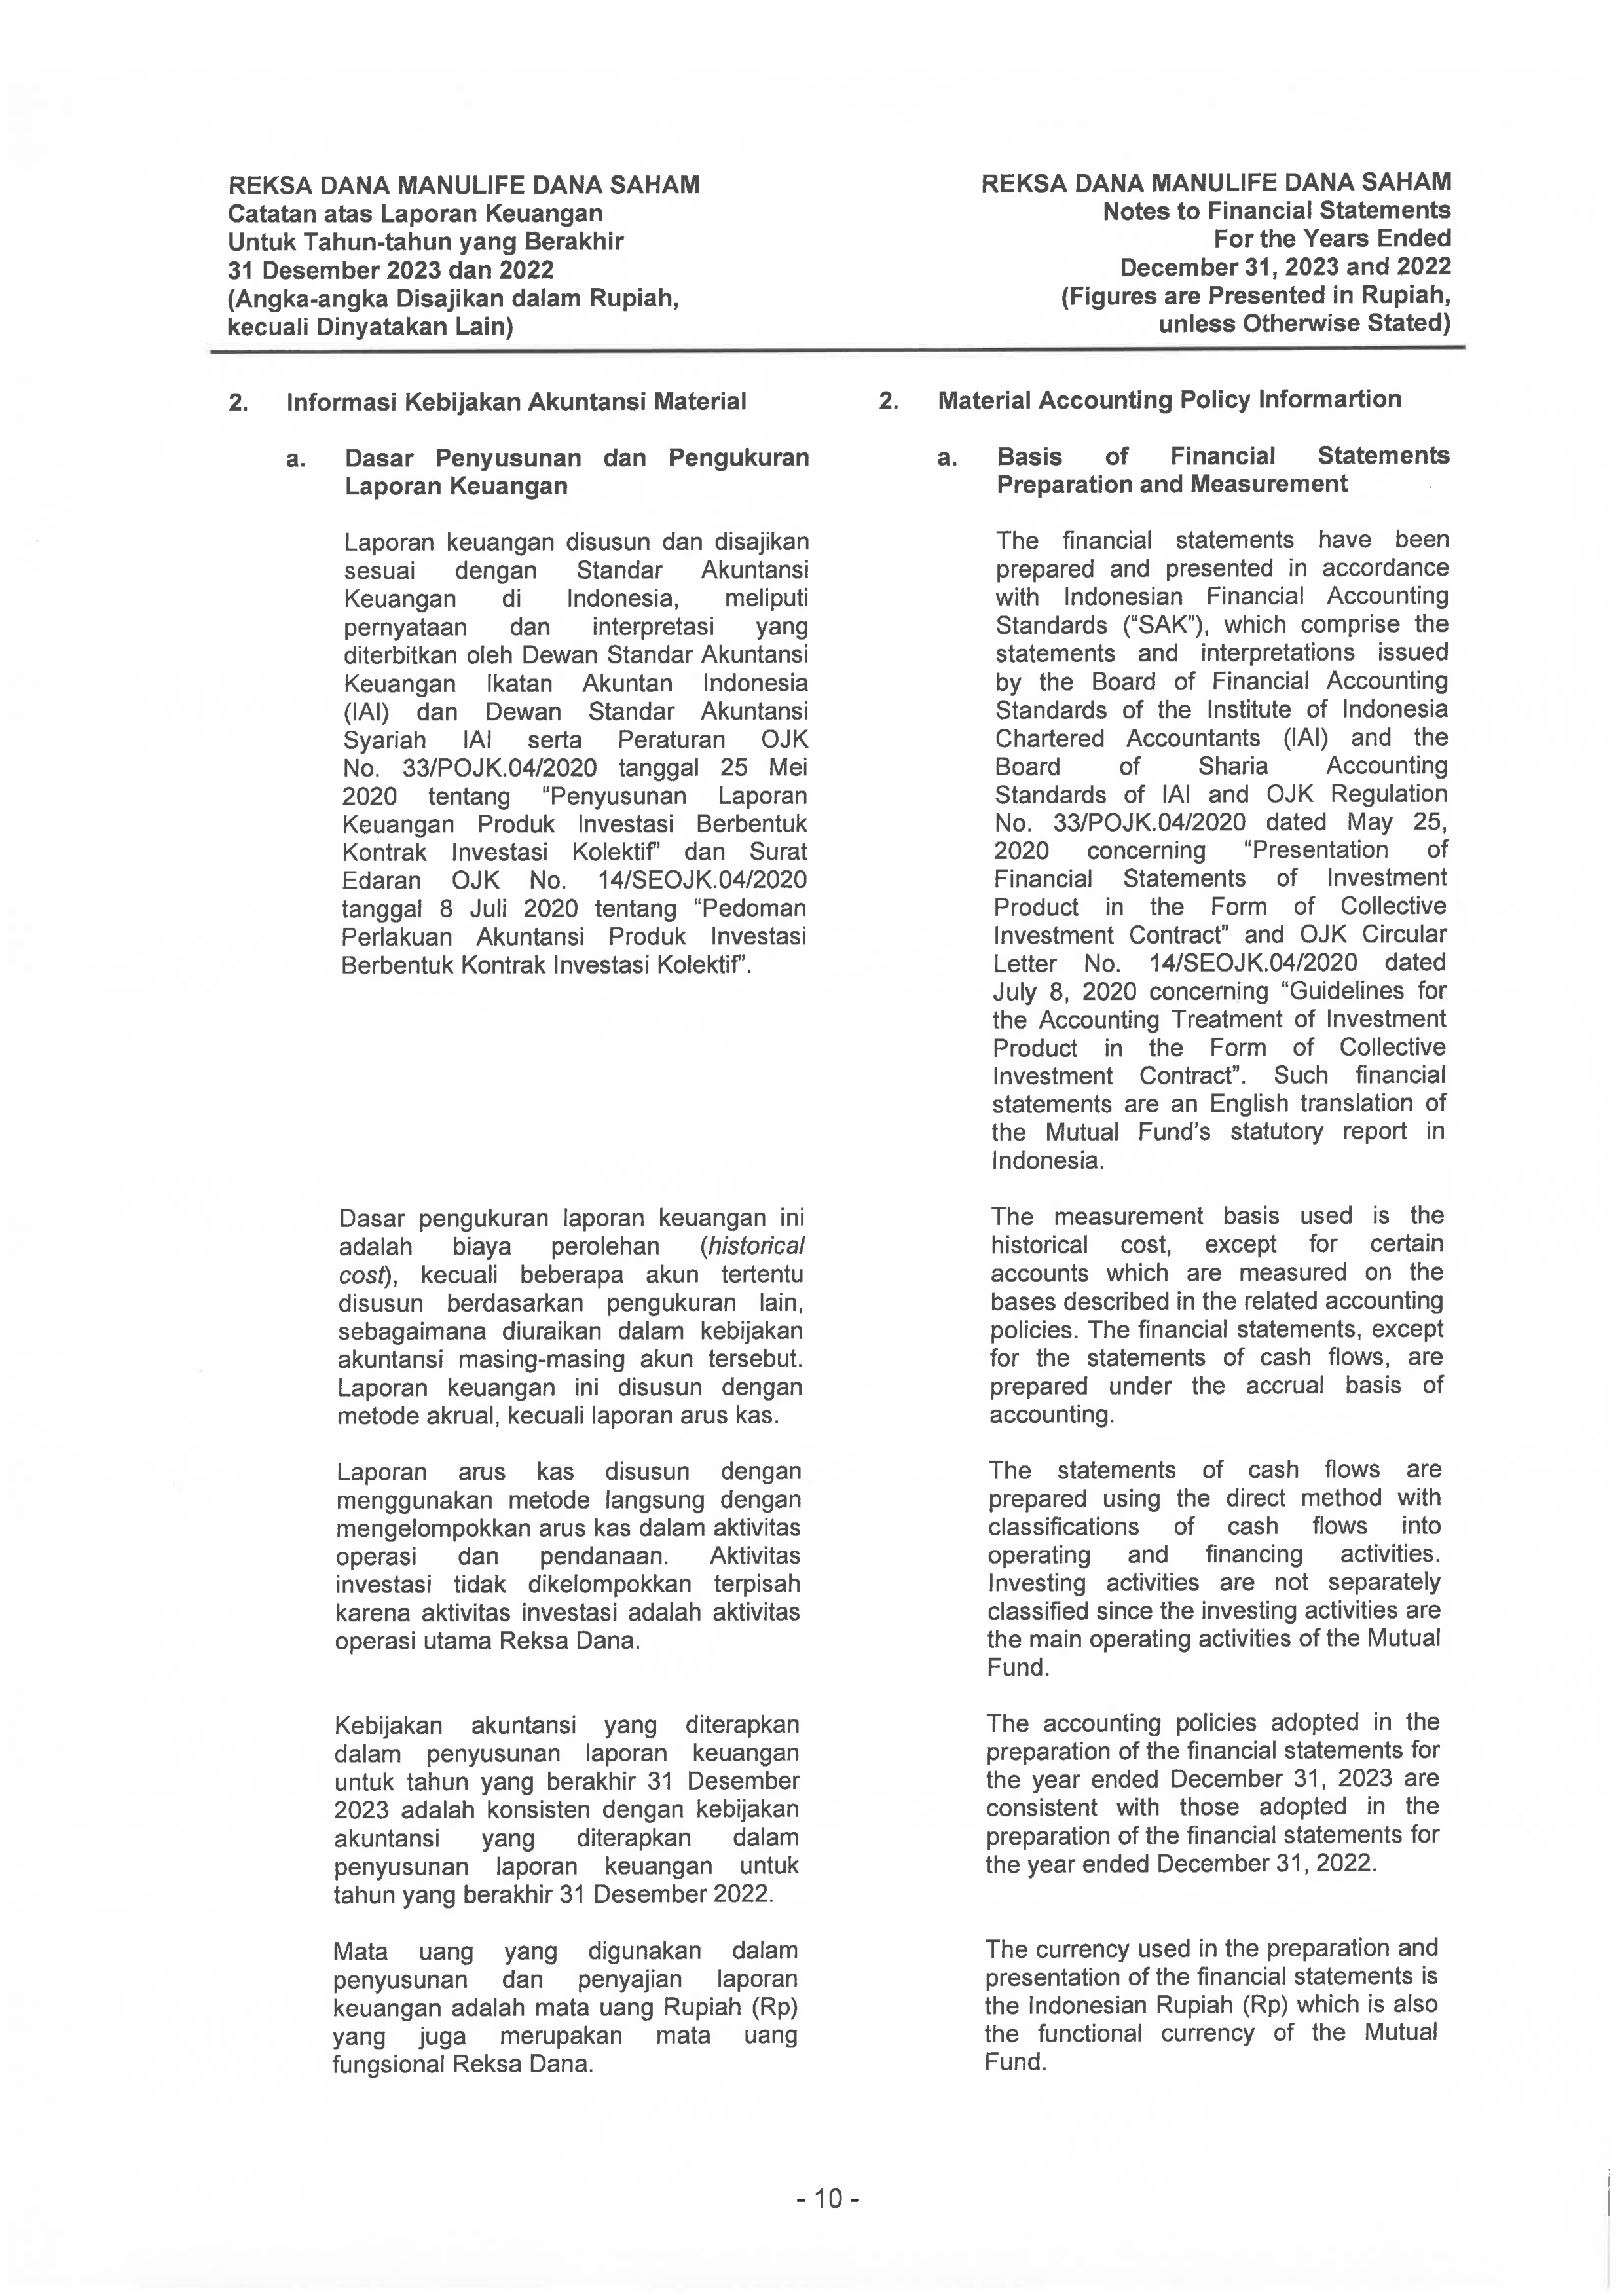 REKSA DANA MANULIFE DANA SAHAM
Catatan atas Laporan Keuangan
Untuk Tahun-tahun yang Berakhir
31 Desember 2023 dan 2022
(Angka-angka Disajikan dalam Rupiah,
kecuali Dinyatakan Lain)
REKSA DANA MANULIFE DANA SAHAM
Notes to Financial Statements
For the Years Ended
December 31, 2023 and 2022
(Figures are Presented in Rupiah,
unless Otherwise Stated)
2. Informasi Kebijakan Akuntansi Material
a. Dasar Penyusunan dan Pengukuran
Laporan Keuangan
Laporan keuangan disusun dan disajikan
sesuai dengan Standar Akuntansi
Keuangan di Indonesia, meliputi
pernyataan dan interpretasi yang
diterbitkan oleh Dewan Standar Akuntansi
Keuangan Ikatan Akuntan Indonesia
(IAI) dan Dewan Standar Akuntansi
Syariah IAI serta Peraturan OJK
No. 33/POJK.04/2020 tanggal 25 Mei
2020 tentang “Penyusunan Laporan
Keuangan Produk Investasi Berbentuk
Kontrak Investasi Kolektif” dan Surat
Edaran OJK No. 14/SEOJK.04/2020
tanggal 8 Juli 2020 tentang “Pedoman
Perlakuan Akuntansi Produk Investasi
Berbentuk Kontrak Investasi Kolektif”.
Dasar pengukuran laporan keuangan ini
adalah biaya perolehan (historical
cost), kecuali beberapa akun tertentu
disusun berdasarkan pengukuran lain,
sebagaimana diuraikan dalam kebijakan
akuntansi masing-masing akun tersebut.
Laporan keuangan ini disusun dengan
metode akrual, kecuali laporan arus kas.
Laporan arus kas disusun dengan
menggunakan metode langsung dengan
mengelompokkan arus kas dalam aktivitas
operasi dan pendanaan. Aktivitas
investasi tidak dikelompokkan terpisah
karena aktivitas investasi adalah aktivitas
operasi utama Reksa Dana.
Kebijakan akuntansi yang diterapkan
dalam penyusunan laporan keuangan
untuk tahun yang berakhir 31 Desember
2023 adalah konsisten dengan kebijakan
akuntansi yang diterapkan dalam
penyusunan laporan keuangan untuk
tahun yang berakhir 31 Desember 2022.
Mata uang yang digunakan dalam
penyusunan dan penyajian laporan
keuangan adalah mata uang Rupiah (Rp)
yang juga merupakan mata uang
fungsional Reksa Dana.
2. Material Accounting Policy Informartion
a. Basis of Financial Statements
Preparation and Measurement
The financial statements have been
prepared and presented in accordance
with Indonesian Financial Accounting
Standards (“SAK”), which comprise the
statements and interpretations issued
by the Board of Financial Accounting
Standards of the Institute of Indonesia
Chartered Accountants (IAI) and the
Board of Sharia Accounting
Standards of IAI and OJK Regulation
No. 33/POJK.04/2020 dated May 25,
2020 concerning “Presentation of
Financial Statements of Investment
Product in the Form of Collective
Investment Contract” and OJK Circular
Letter No. 14/SEOJK.04/2020 dated
July 8, 2020 concerning “Guidelines for
the Accounting Treatment of Investment
Product in the Form of Collective
Investment Contract”. Such financial
statements are an English translation of
the Mutual Fund’s statutory report in
Indonesia.
The measurement basis used is the
historical cost, except for certain
accounts which are measured on the
bases described in the related accounting
policies. The financial statements, except
for the statements of cash flows, are
prepared under the accrual basis of
accounting.
The statements of cash flows are
prepared using the direct method with
classifications of cash flows into
operating and financing activities.
Investing activities are not separately
classified since the investing activities are
the main operating activities of the Mutual
Fund.
The accounting policies adopted in the
preparation of the financial statements for
the year ended December 31, 2023 are
consistent with those adopted in the
preparation of the financial statements for
the year ended December 31, 2022.
The currency used in the preparation and
presentation of the financial statements is
the Indonesian Rupiah (Rp) which is also
the functional currency of the Mutual
Fund.
- 10 -